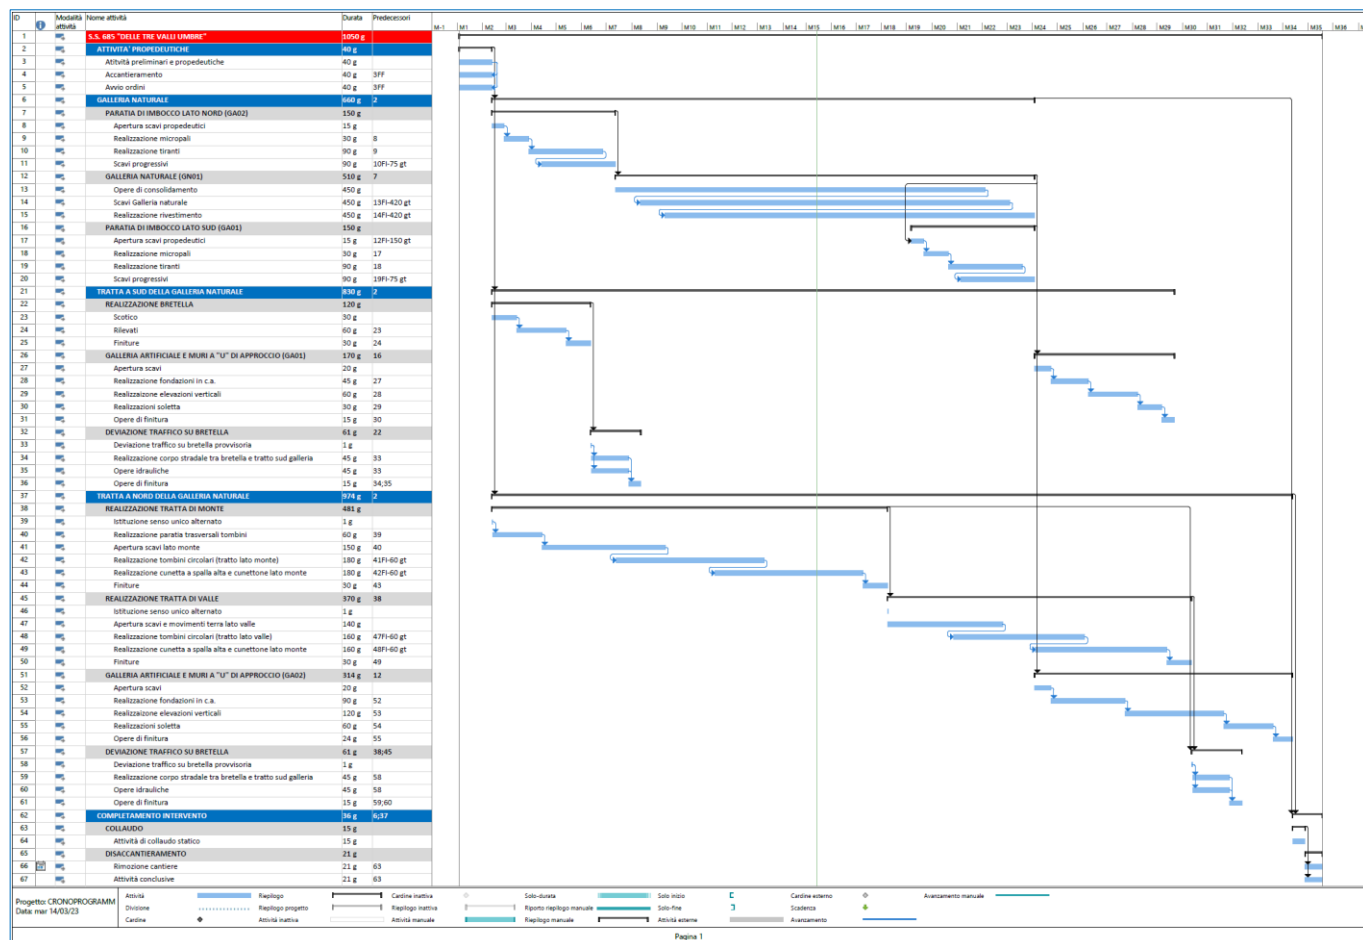 ID Modalità attività Nome attività Durata Predecessori M-1 M1 M2 M3 M4 M5 M6 M7 M8 M9 M10 M11 M12 M13 M14 M15 M16 M17 M18 M19 M20 M21 M22 M23 M24 M25 M26 M27 M28 M29 M30 M31 M32 M33 M34 M35 M36
1 S.S. 685 "DELLE TRE VALLI UMBRE" 1050 g
2 ATTIVITA' PROPEDEUTICHE 40 g
3 Attività preliminari e propedeutiche 40 g
4 Accantieramento 40 g 3FF
5 Avvio ordini 40 g 3FF
6 GALLERIA NATURALE 660 g 2
7 PARATIA DI IMBOCCO LATO NORD (GA02) 150 g
8 Apertura scavi propedeutici 15 g
9 Realizzazione micropali 30 g 8
10 Realizzazione tiranti 90 g 9
11 Scavi progressivi 90 g 10FI-75 gt
12 GALLERIA NATURALE (GN01) 510 g 7
13 Opere di consolidamento 450 g
14 Scavi Galleria naturale 450 g 13FI-420 gt
15 Realizzazione rivestimento 450 g 14FI-420 gt
16 PARATIA DI IMBOCCO LATO SUD (GA01) 150 g
17 Apertura scavi propedeutici 15 g 12FI-150 gt
18 Realizzazione micropali 30 g 17
19 Realizzazione tiranti 90 g 18
20 Scavi progressivi 90 g 19FI-75 gt
21 TRATTA A SUD DELLA GALLERIA NATURALE 830 g 2
22 REALIZZAZIONE BRETELLA 120 g
23 Scotico 30 g
24 Rilevati 60 g 23
25 Finiture 30 g 24
26 GALLERIA ARTIFICIALE E MURI A "U" DI APPROCCIO (GA01) 170 g 16
27 Apertura scavi 20 g
28 Realizzazione fondazioni in c.a. 45 g 27
29 Realizzaizone elevazioni verticali 60 g 28
30 Realizzazioni soletta 30 g 29
31 Opere di finitura 15 g 30
32 DEVIAZIONE TRAFFICO SU BRETELLA 61 g 22
33 Deviazione traffico su bretella provvisoria 1 g
34 Realizzazione corpo stradale tra bretella e tratto sud galleria 45 g 33
35 Opere idrauliche 45 g 33
36 Opere di finitura 15 g 34;35
37 TRATTA A NORD DELLA GALLERIA NATURALE 974 g 2
38 REALIZZAZIONE TRATTA DI MONTE 481 g
39 Istituzione senso unico alternato 1 g
40 Realizzazione paratia trasversali tombini 60 g 39
41 Apertura scavi lato monte 150 g 40
42 Realizzazione tombini circolari (tratto lato monte) 180 g 41FI-60 gt
43 Realizzazione cunetta a spalla alta e cunettone lato monte 180 g 42FI-60 gt
44 Finiture 30 g 43
45 REALIZZAZIONE TRATTA DI VALLE 370 g 38
46 Istituzione senso unico alternato 1 g
47 Apertura scavi e movimenti terra lato valle 140 g
48 Realizzazione tombini circolari (tratto lato valle) 160 g 47FI-60 gt
49 Realizzazione cunetta a spalla alta e cunettone lato monte 160 g 48FI-60 gt
50 Finiture 30 g 49
51 GALLERIA ARTIFICIALE E MURI A "U" DI APPROCCIO (GA02) 314 g 12
52 Apertura scavi 20 g
53 Realizzazione fondazioni in c.a. 90 g 52
54 Realizzaizone elevazioni verticali 120 g 53
55 Realizzazioni soletta 60 g 54
56 Opere di finitura 24 g 55
57 DEVIAZIONE TRAFFICO SU BRETELLA 61 g 38;45
58 Deviazione traffico su bretella provvisoria 1 g
59 Realizzazione corpo stradale tra bretella e tratto sud galleria 45 g 58
60 Opere idrauliche 45 g 58
61 Opere di finitura 15 g 59;60
62 COMPLETAMENTO INTERVENTO 36 g 6;37
63 COLLAUDO 15 g
64 Attività di collaudo statico 15 g
65 DISACCANTIERAMENTO 21 g
66 Rimozione cantiere 21 g 63
67 Attività conclusive 21 g 63
Progetto: CRONOPROGRAMM
Data: mar 14/03/23
Attività Riepilogo Cardine inattiva Solo-durata Solo inizio Cardine esterno Avanzamento manuale
Divisione Riepilogo progetto Riepilogo inattiva Riporto riepilogo manuale Solo-fine Scadenza
Cardine Attività inattiva Attività manuale Riepilogo manuale Attività esterne Avanzamento
Pagina 1